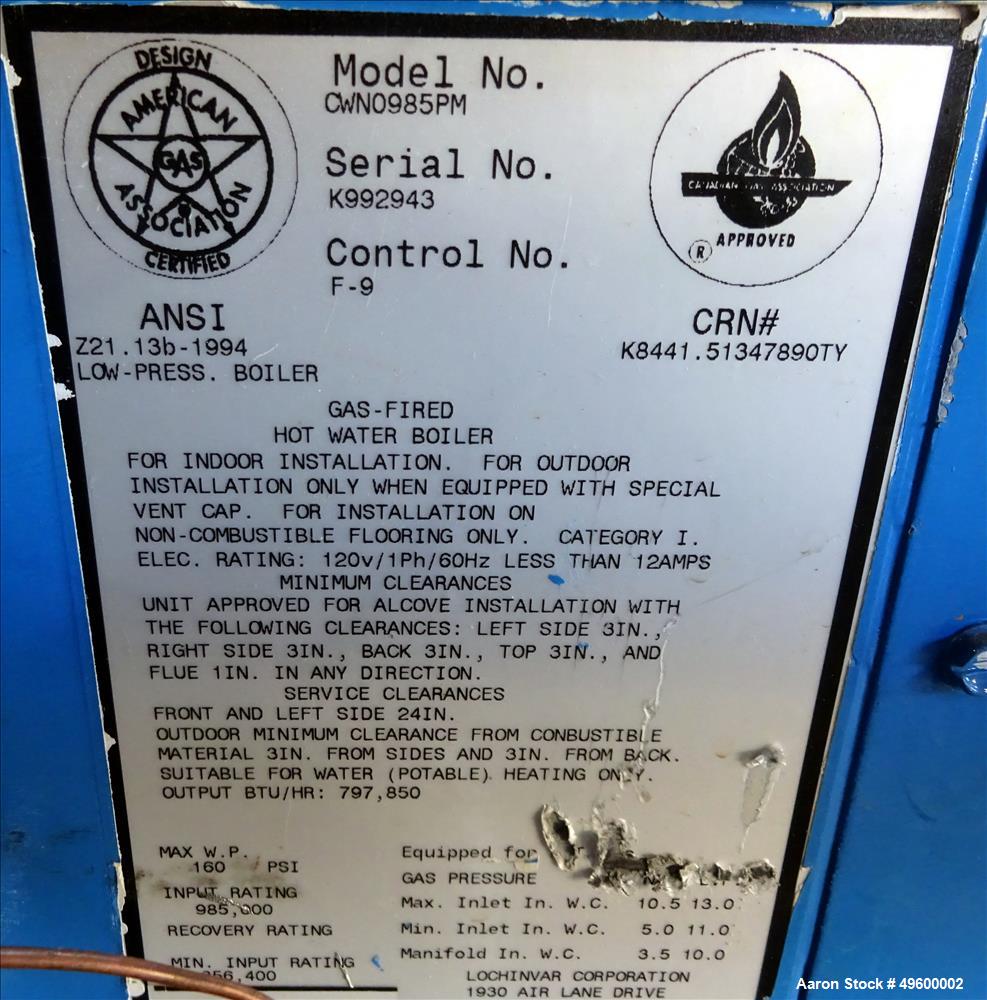 DESIGN
AMERICAN
GAS
ASSOCIATION
CERTIFIED
Model No.
CWN0985PM
Serial No.
K992943
Control No.
F-9
CANADIAN GAS ASSOCIATION
APPROVED
R
ANSI
Z21.13b-1994
LOW-PRESS. BOILER
CRN#
K8441.51347890TY
GAS-FIRED
HOT WATER BOILER
FOR INDOOR INSTALLATION. FOR OUTDOOR
INSTALLATION ONLY WHEN EQUIPPED WITH SPECIAL
VENT CAP. FOR INSTALLATION ON
NON-COMBUSTIBLE FLOORING ONLY. CATEGORY I.
ELEC. RATING: 120v/1Ph/60Hz LESS THAN 12AMPS
MINIMUM CLEARANCES
UNIT APPROVED FOR ALCOVE INSTALLATION WITH
THE FOLLOWING CLEARANCES: LEFT SIDE 3IN.,
RIGHT SIDE 3IN., BACK 3IN., TOP 3IN., AND
FLUE 1IN. IN ANY DIRECTION.
SERVICE CLEARANCES
FRONT AND LEFT SIDE 24IN.
OUTDOOR MINIMUM CLEARANCE FROM CONBUSTIBLE
MATERIAL 3IN. FROM SIDES AND 3IN. FROM BACK.
SUITABLE FOR WATER (POTABLE) HEATING ONLY.
OUTPUT BTU/HR: 797,850
MAX W.P.
160 PSI
INPUT RATING
985,000
RECOVERY RATING
MIN. INPUT RATING
356,400
Equipped for
GAS PRESSURE
Max. Inlet In. W.C. 10.5 13.0
Min. Inlet In. W.C. 5.0 11.0
Manifold In. W.C. 3.5 10.0
LOCHINVAR CORPORATION
1930 AIR LANE DRIVE
Aaron Stock # 49600002